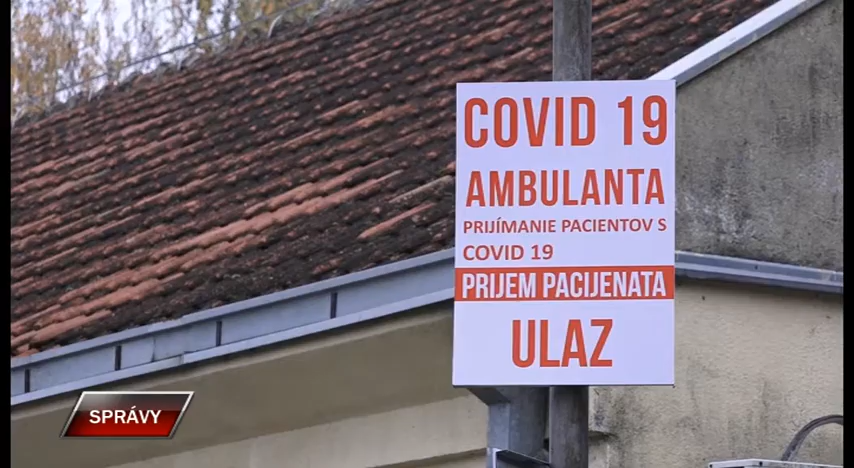 COVID 19
AMBULANTA
PRIJÍMANIE PACIENTOV S
COVID 19
PRIJEM PACIJENATA
ULAZ
SPRÁVY